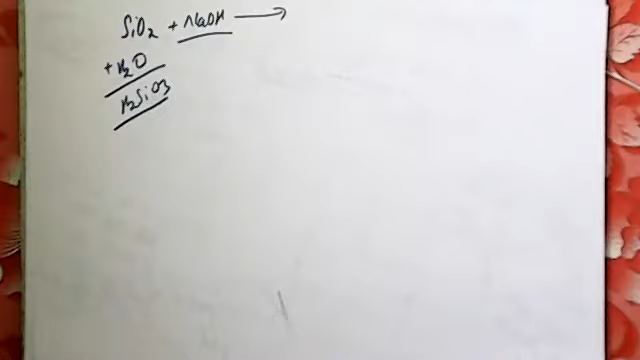 SiO2 + NaOH →
+ H2O
H2SiO3